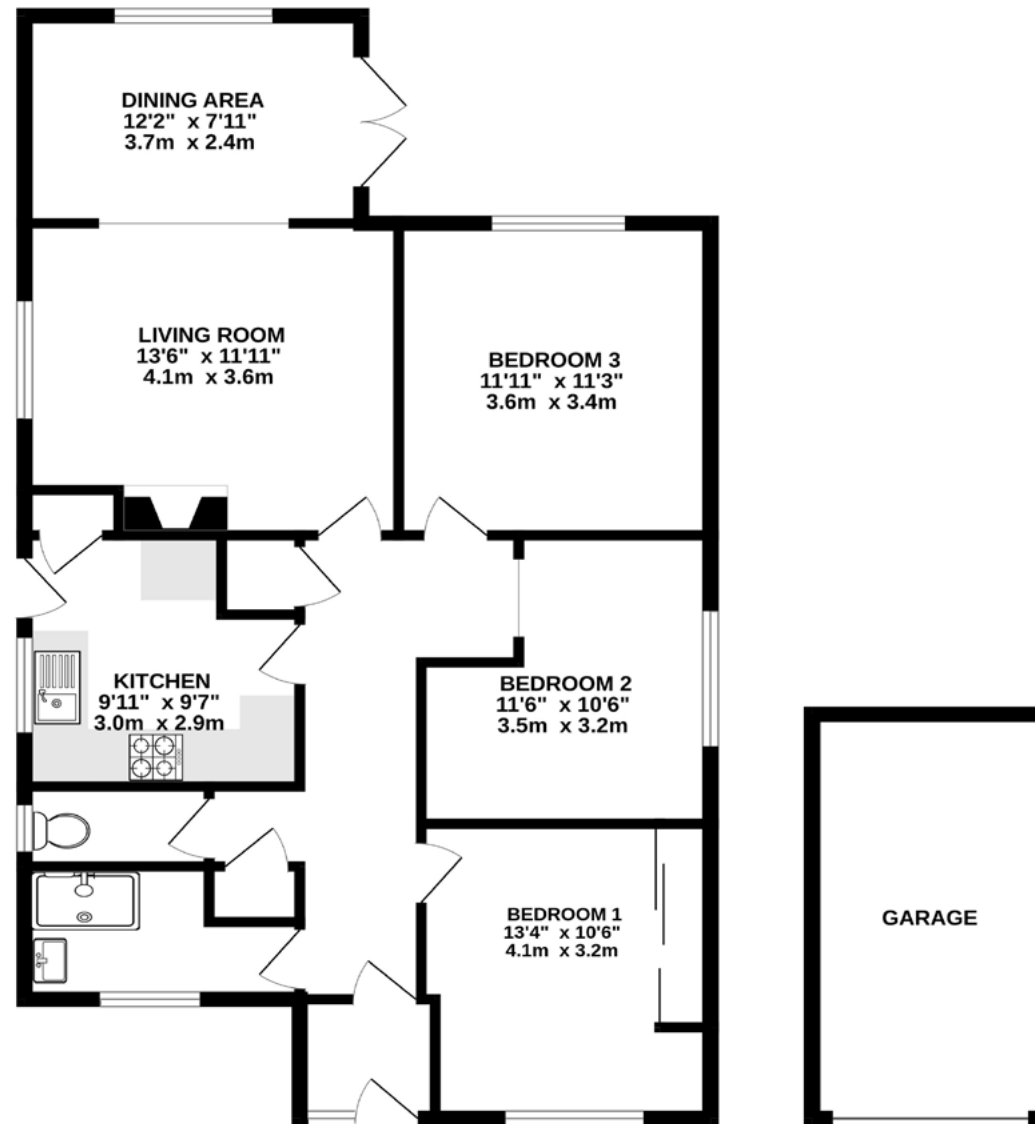 DINING AREA
12'2" x 7'11"
3.7m x 2.4m
LIVING ROOM
13'6" x 11'11"
4.1m x 3.6m
BEDROOM 3
11'11" x 11'3"
3.6m x 3.4m
KITCHEN
9'11" x 9'7"
3.0m x 2.9m
BEDROOM 2
11'6" x 10'6"
3.5m x 3.2m
BEDROOM 1
13'4" x 10'6"
4.1m x 3.2m
GARAGE